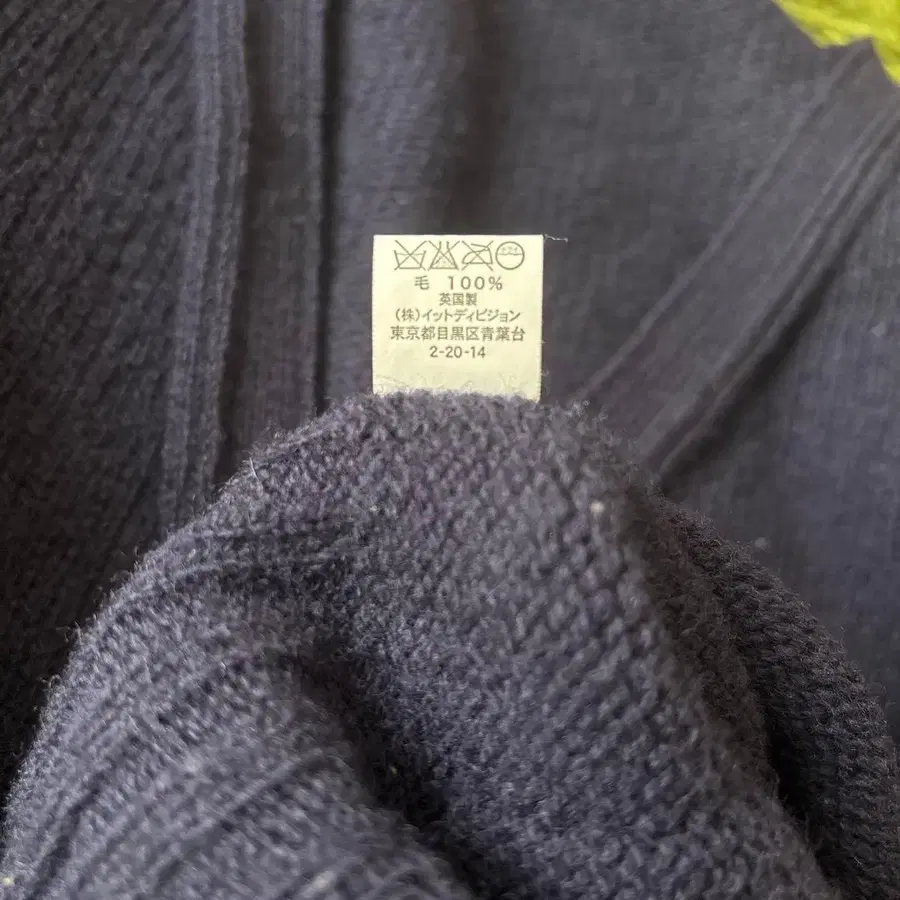 毛 100%
英国製
(株)イットディビジョン
東京都目黒区青葉台
2-20-14